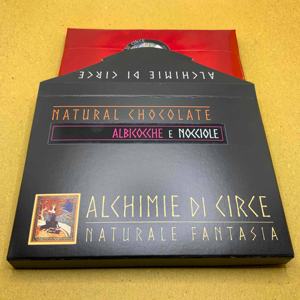 ALCHIMIE DI CIRCE
NATURAL CHOCOLATE
ALBICOCCHE E NOCCIOLE
ALCHIMIE DI CIRCE
NATURALE FANTASIA